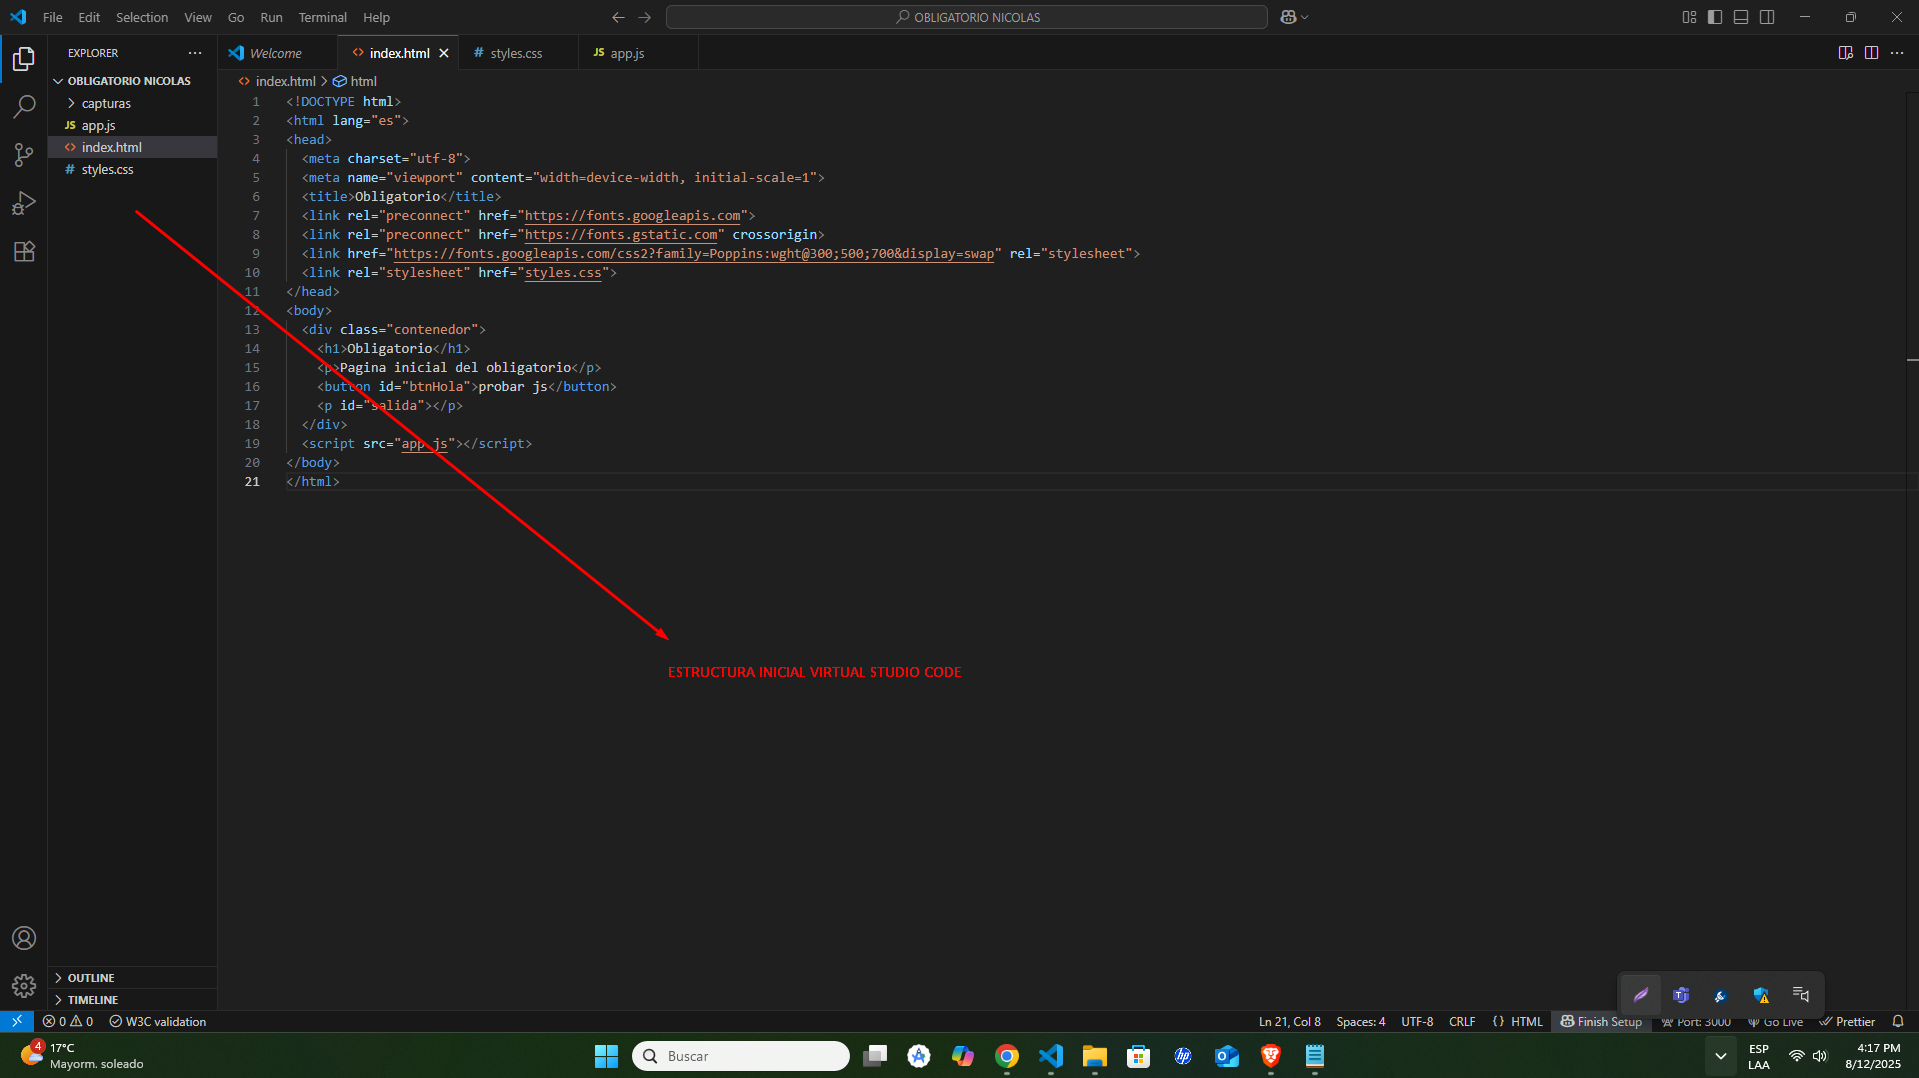 File Edit Selection View Go Run Terminal Help
OBLIGATORIO NICOLAS
EXPLORER
OBLIGATORIO NICOLAS
capturas
JS app.js
index.html
# styles.css
OUTLINE
TIMELINE
Welcome
index.html
# styles.css
JS app.js
index.html > html
1 <!DOCTYPE html>
2 <html lang="es">
3 <head>
4 <meta charset="utf-8">
5 <meta name="viewport" content="width=device-width, initial-scale=1">
6 <title>Obligatorio</title>
7 <link rel="preconnect" href="https://fonts.googleapis.com">
8 <link rel="preconnect" href="https://fonts.gstatic.com" crossorigin>
9 <link href="https://fonts.googleapis.com/css2?family=Poppins:wght@300;500;700&display=swap" rel="stylesheet">
10 <link rel="stylesheet" href="styles.css">
11 </head>
12 <body>
13 <div class="contenedor">
14 <h1>Obligatorio</h1>
15 <p>Pagina inicial del obligatorio</p>
16 <button id="btnHola">probar js</button>
17 <p id="salida"></p>
18 </div>
19 <script src="app.js"></script>
20 </body>
21 </html>
ESTRUCTURA INICIAL VIRTUAL STUDIO CODE
0 0 W3C validation
Ln 21, Col 8 Spaces: 4 UTF-8 CRLF {} HTML Finish Setup Port: 3000 Go Live Prettier
4
17°C
Mayorm. soleado
Buscar
hp
ESP
LAA
4:17 PM
8/12/2025